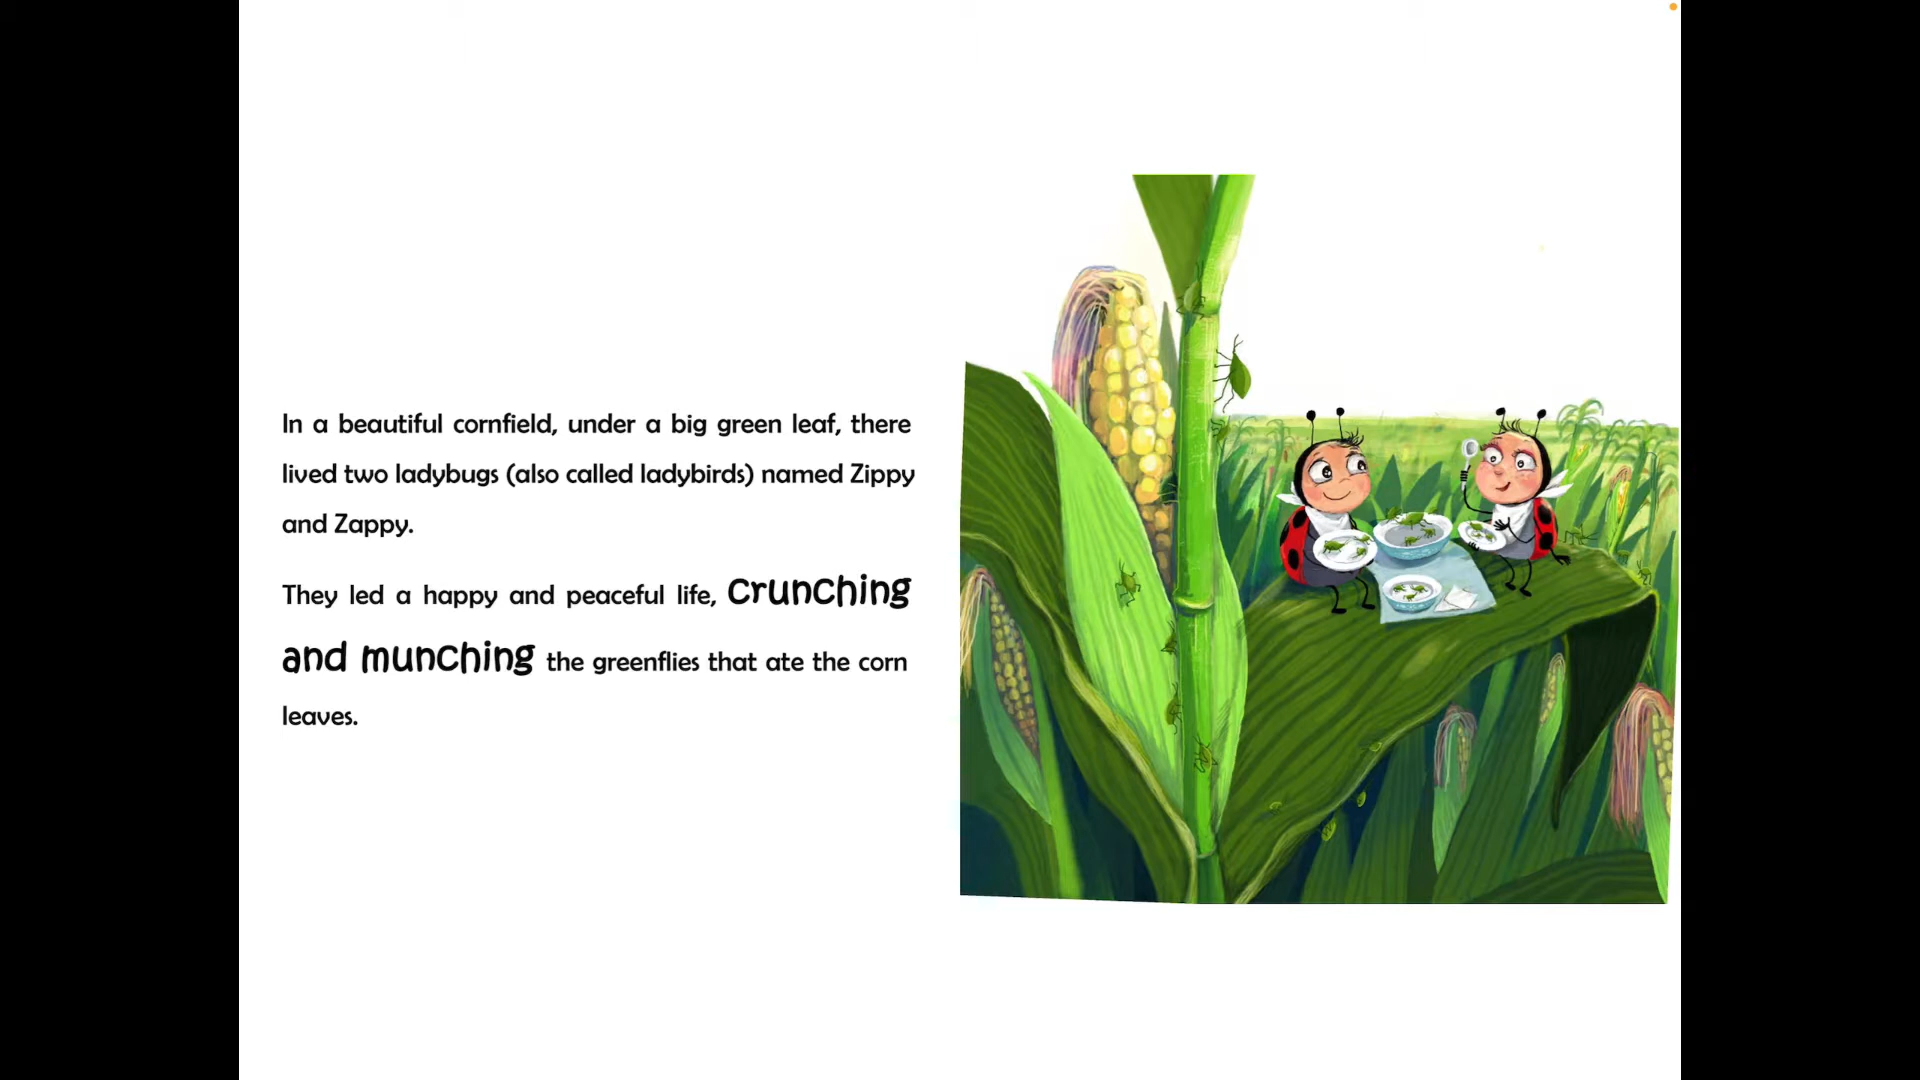 In a beautiful cornfield, under a big green leaf, there
lived two ladybugs (also called ladybirds) named Zippy
and Zappy.
They led a happy and peaceful life, crunching
and munching the greenflies that ate the corn
leaves.